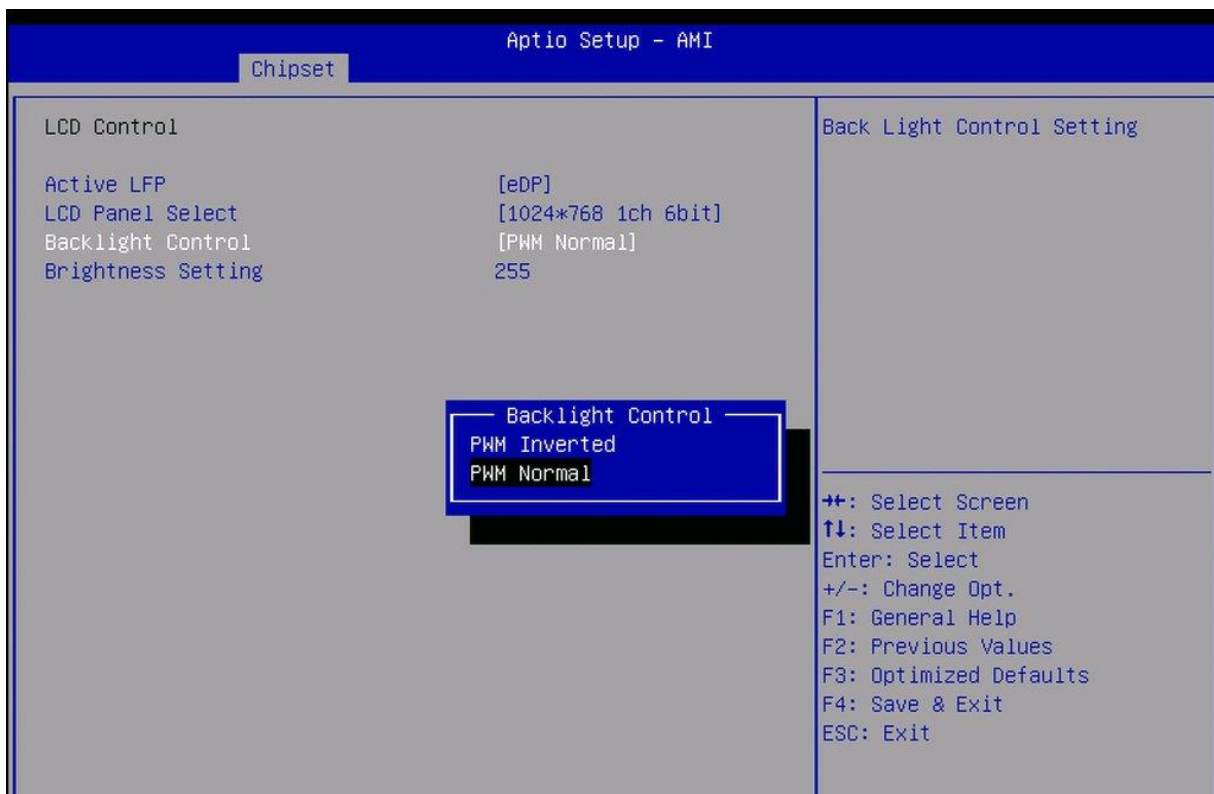 Aptio Setup – AMI
Chipset
LCD Control
Active LFP [eDP]
LCD Panel Select [1024*768 1ch 6bit]
Backlight Control [PWM Normal]
Brightness Setting 255
Backlight Control
PWM Inverted
PWM Normal
Back Light Control Setting
→←: Select Screen
↑↓: Select Item
Enter: Select
+/-: Change Opt.
F1: General Help
F2: Previous Values
F3: Optimized Defaults
F4: Save & Exit
ESC: Exit